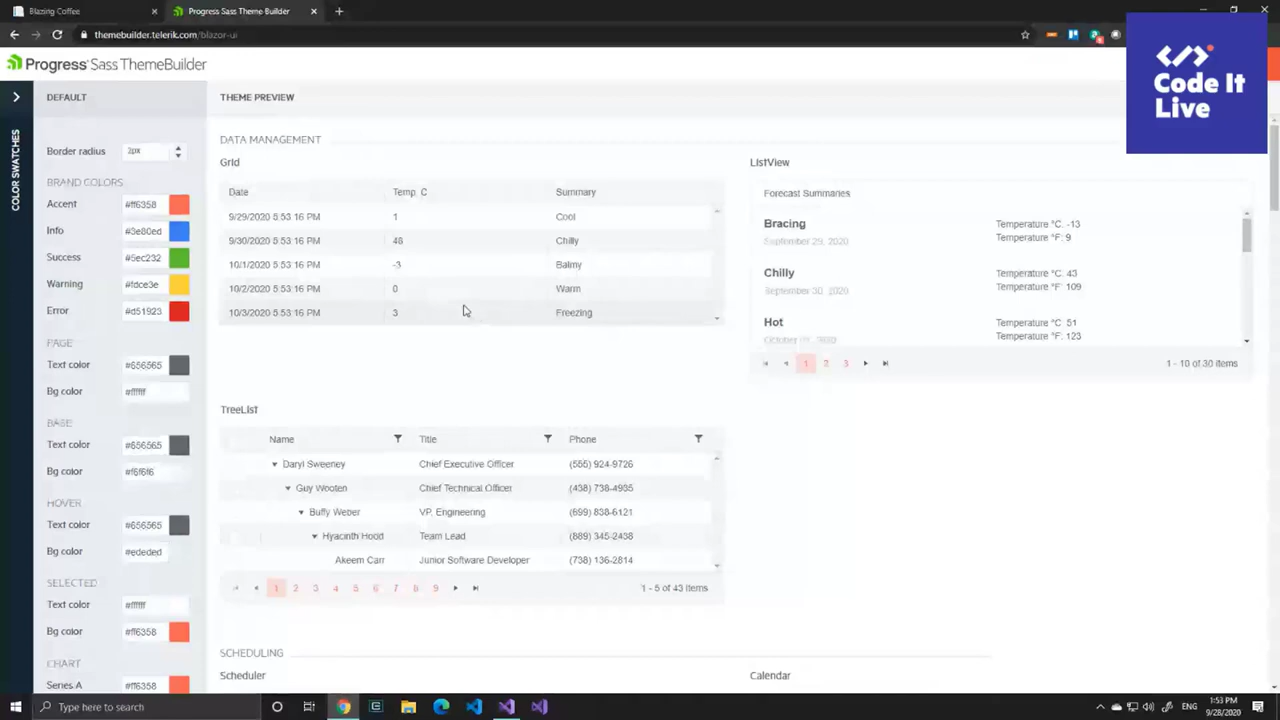 Blazing Coffee
Progress Sass Theme Builder
themebuilder.telerik.com/blazor-ui
Progress Sass ThemeBuilder
Code It
Live
COLOR SWATCHES
DEFAULT
Border radius 3px
BRAND COLORS
Accent #ff6358
Info #3e80ed
Success #5ec232
Warning #fdce3e
Error #d51923
PAGE
Text color #656565
Bg color #ffffff
BASE
Text color #656565
Bg color #f6f6f6
HOVER
Text color #656565
Bg color #ededed
SELECTED
Text color #ffffff
Bg color #ff6358
CHART
Series A #ff6358
THEME PREVIEW
DATA MANAGEMENT
Grid
Date Temp. C Summary
9/29/2020 5:53:16 PM 1 Cool
9/30/2020 5:53:16 PM 48 Chilly
10/1/2020 5:53:16 PM -3 Balmy
10/2/2020 5:53:16 PM 0 Warm
10/3/2020 5:53:16 PM 3 Freezing
ListView
Forecast Summaries
Bracing Temperature °C: -13
September 29, 2020 Temperature °F: 9
Chilly Temperature °C: 43
September 30, 2020 Temperature °F: 109
Hot Temperature °C: 51
October 2020 Temperature °F: 123
1 2 3 1 - 10 of 30 items
TreeList
Name Title Phone
Daryl Sweeney Chief Executive Officer (555) 924-9726
Guy Wooten Chief Technical Officer (438) 738-4935
Buffy Weber VP, Engineering (699) 838-6121
Hyacinth Hood Team Lead (889) 345-2438
Akeem Carr Junior Software Developer (738) 136-2814
1 2 3 4 5 6 7 8 9 1 - 5 of 43 items
SCHEDULING
Scheduler Calendar
Type here to search
ENG
1:53 PM
9/28/2020